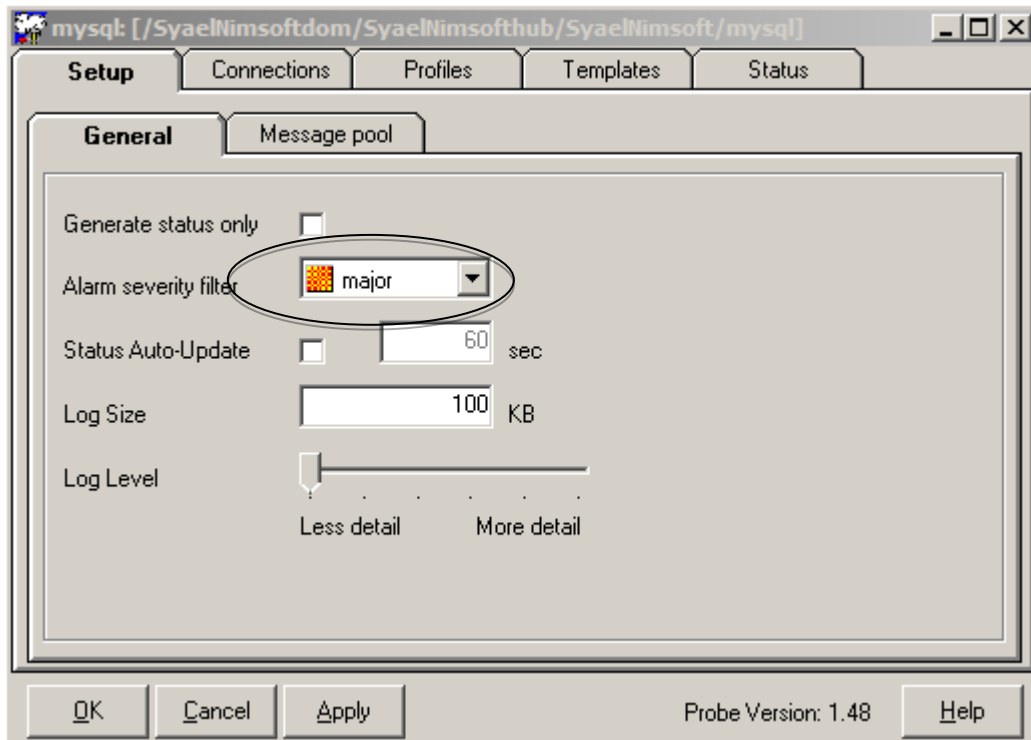 mysql: [/SyaelNimsoftdom/SyaelNimsofthub/SyaelNimsoft/mysql]
Setup Connections Profiles Templates Status
General Message pool
Generate status only
Alarm severity filter major
Status Auto-Update 60 sec
Log Size 100 KB
Log Level
Less detail More detail
OK Cancel Apply Probe Version: 1.48 Help